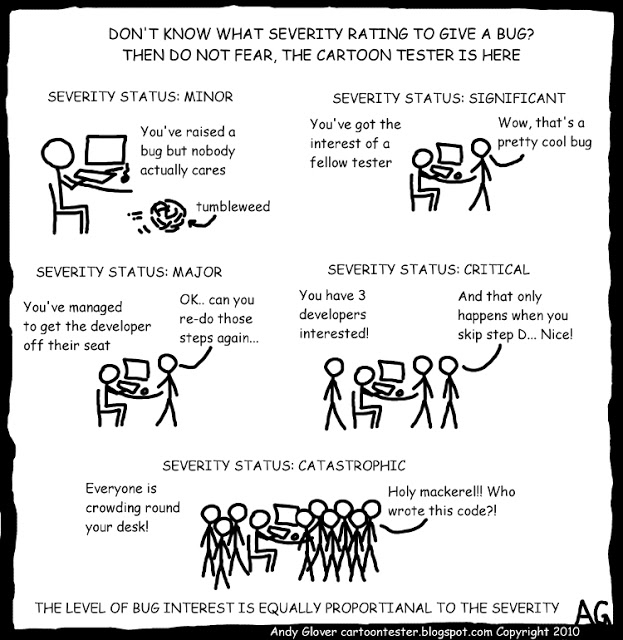 DON'T KNOW WHAT SEVERITY RATING TO GIVE A BUG?
THEN DO NOT FEAR, THE CARTOON TESTER IS HERE
SEVERITY STATUS: MINOR
You've raised a
bug but nobody
actually cares
tumbleweed
SEVERITY STATUS: SIGNIFICANT
You've got the
interest of a
fellow tester
Wow, that's a
pretty cool bug
SEVERITY STATUS: MAJOR
You've managed
to get the developer
off their seat
OK.. can you
re-do those
steps again...
SEVERITY STATUS: CRITICAL
You have 3
developers
interested!
And that only
happens when you
skip step D... Nice!
SEVERITY STATUS: CATASTROPHIC
Everyone is
crowding round
your desk!
Holy mackerel!! Who
wrote this code?!
THE LEVEL OF BUG INTEREST IS EQUALLY PROPORTIANAL TO THE SEVERITY
AG
Andy Glover cartoontester.blogspot.com Copyright 2010